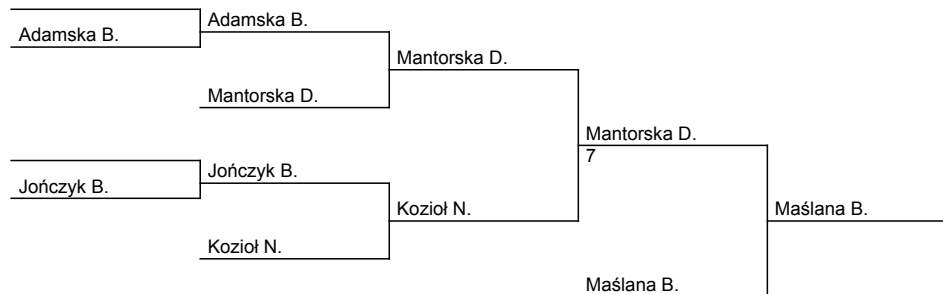 Adamska B.
Adamska B.
Mantorska D.
Mantorska D.
Mantorska D.
7
Jończyk B.
Jończyk B.
Kozioł N.
Maślana B.
Kozioł N.
Maślana B.